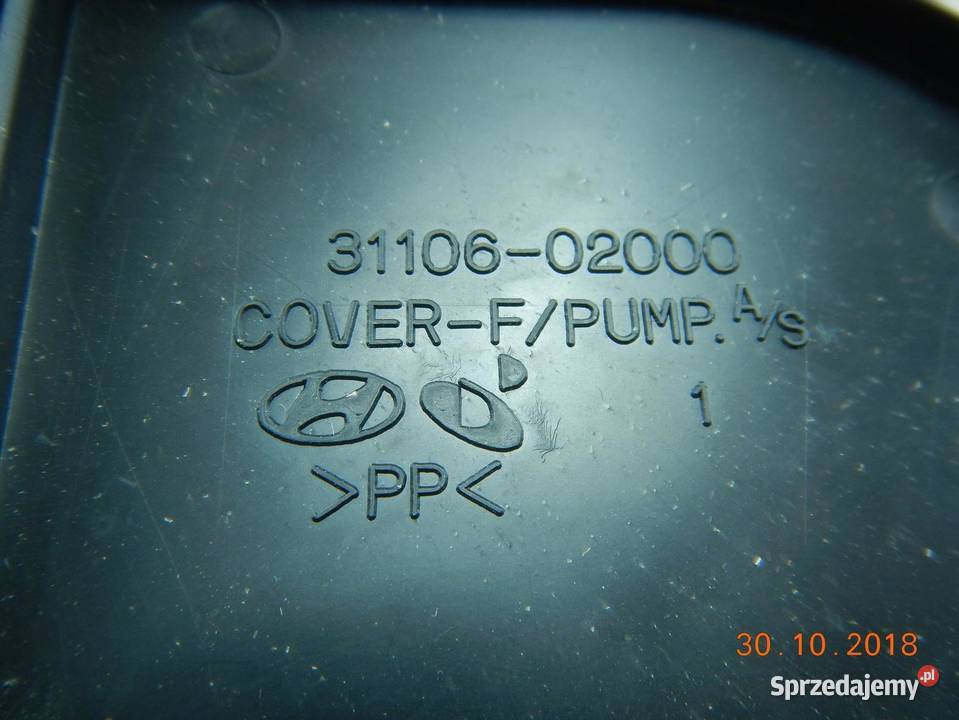 31106-02000
COVER-F/PUMP. A/S
1
>PP<
30.10.2018
Sprzedajemy.pl